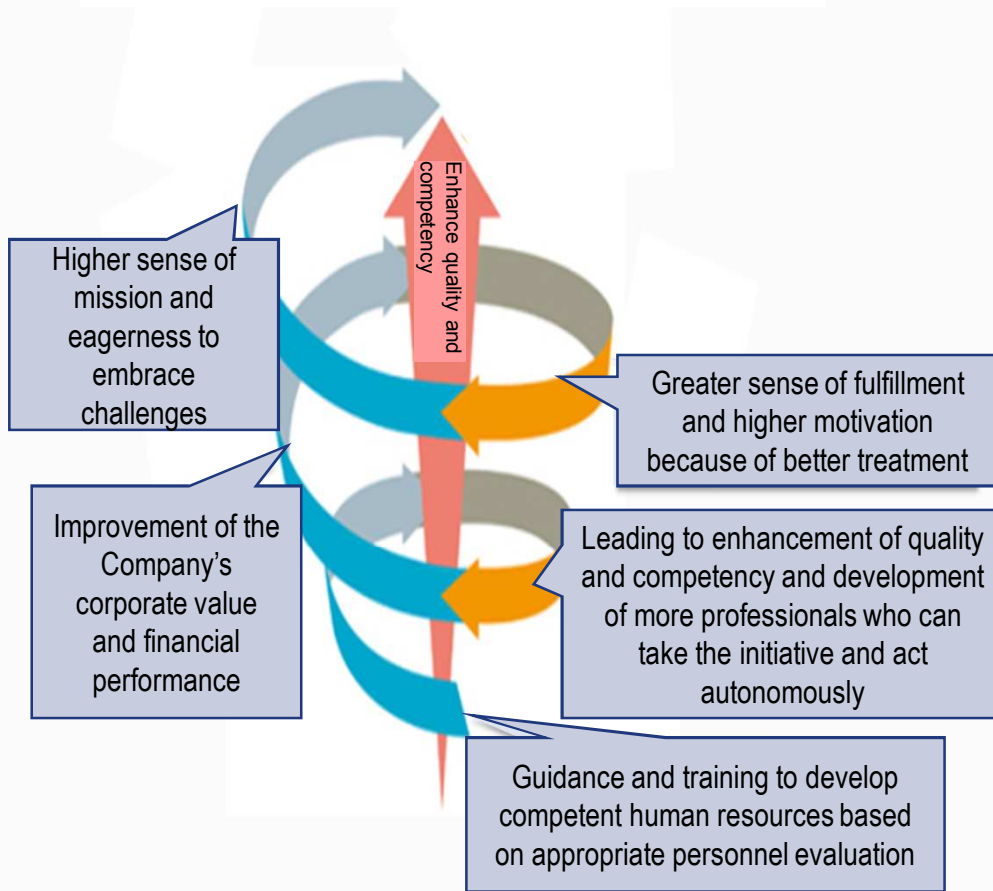 Enhance quality and
competency
Higher sense of
mission and
eagerness to
embrace
challenges
Greater sense of fulfillment
and higher motivation
because of better treatment
Improvement of the
Company’s
corporate value
and financial
performance
Leading to enhancement of quality
and competency and development
of more professionals who can
take the initiative and act
autonomously
Guidance and training to develop
competent human resources based
on appropriate personnel evaluation